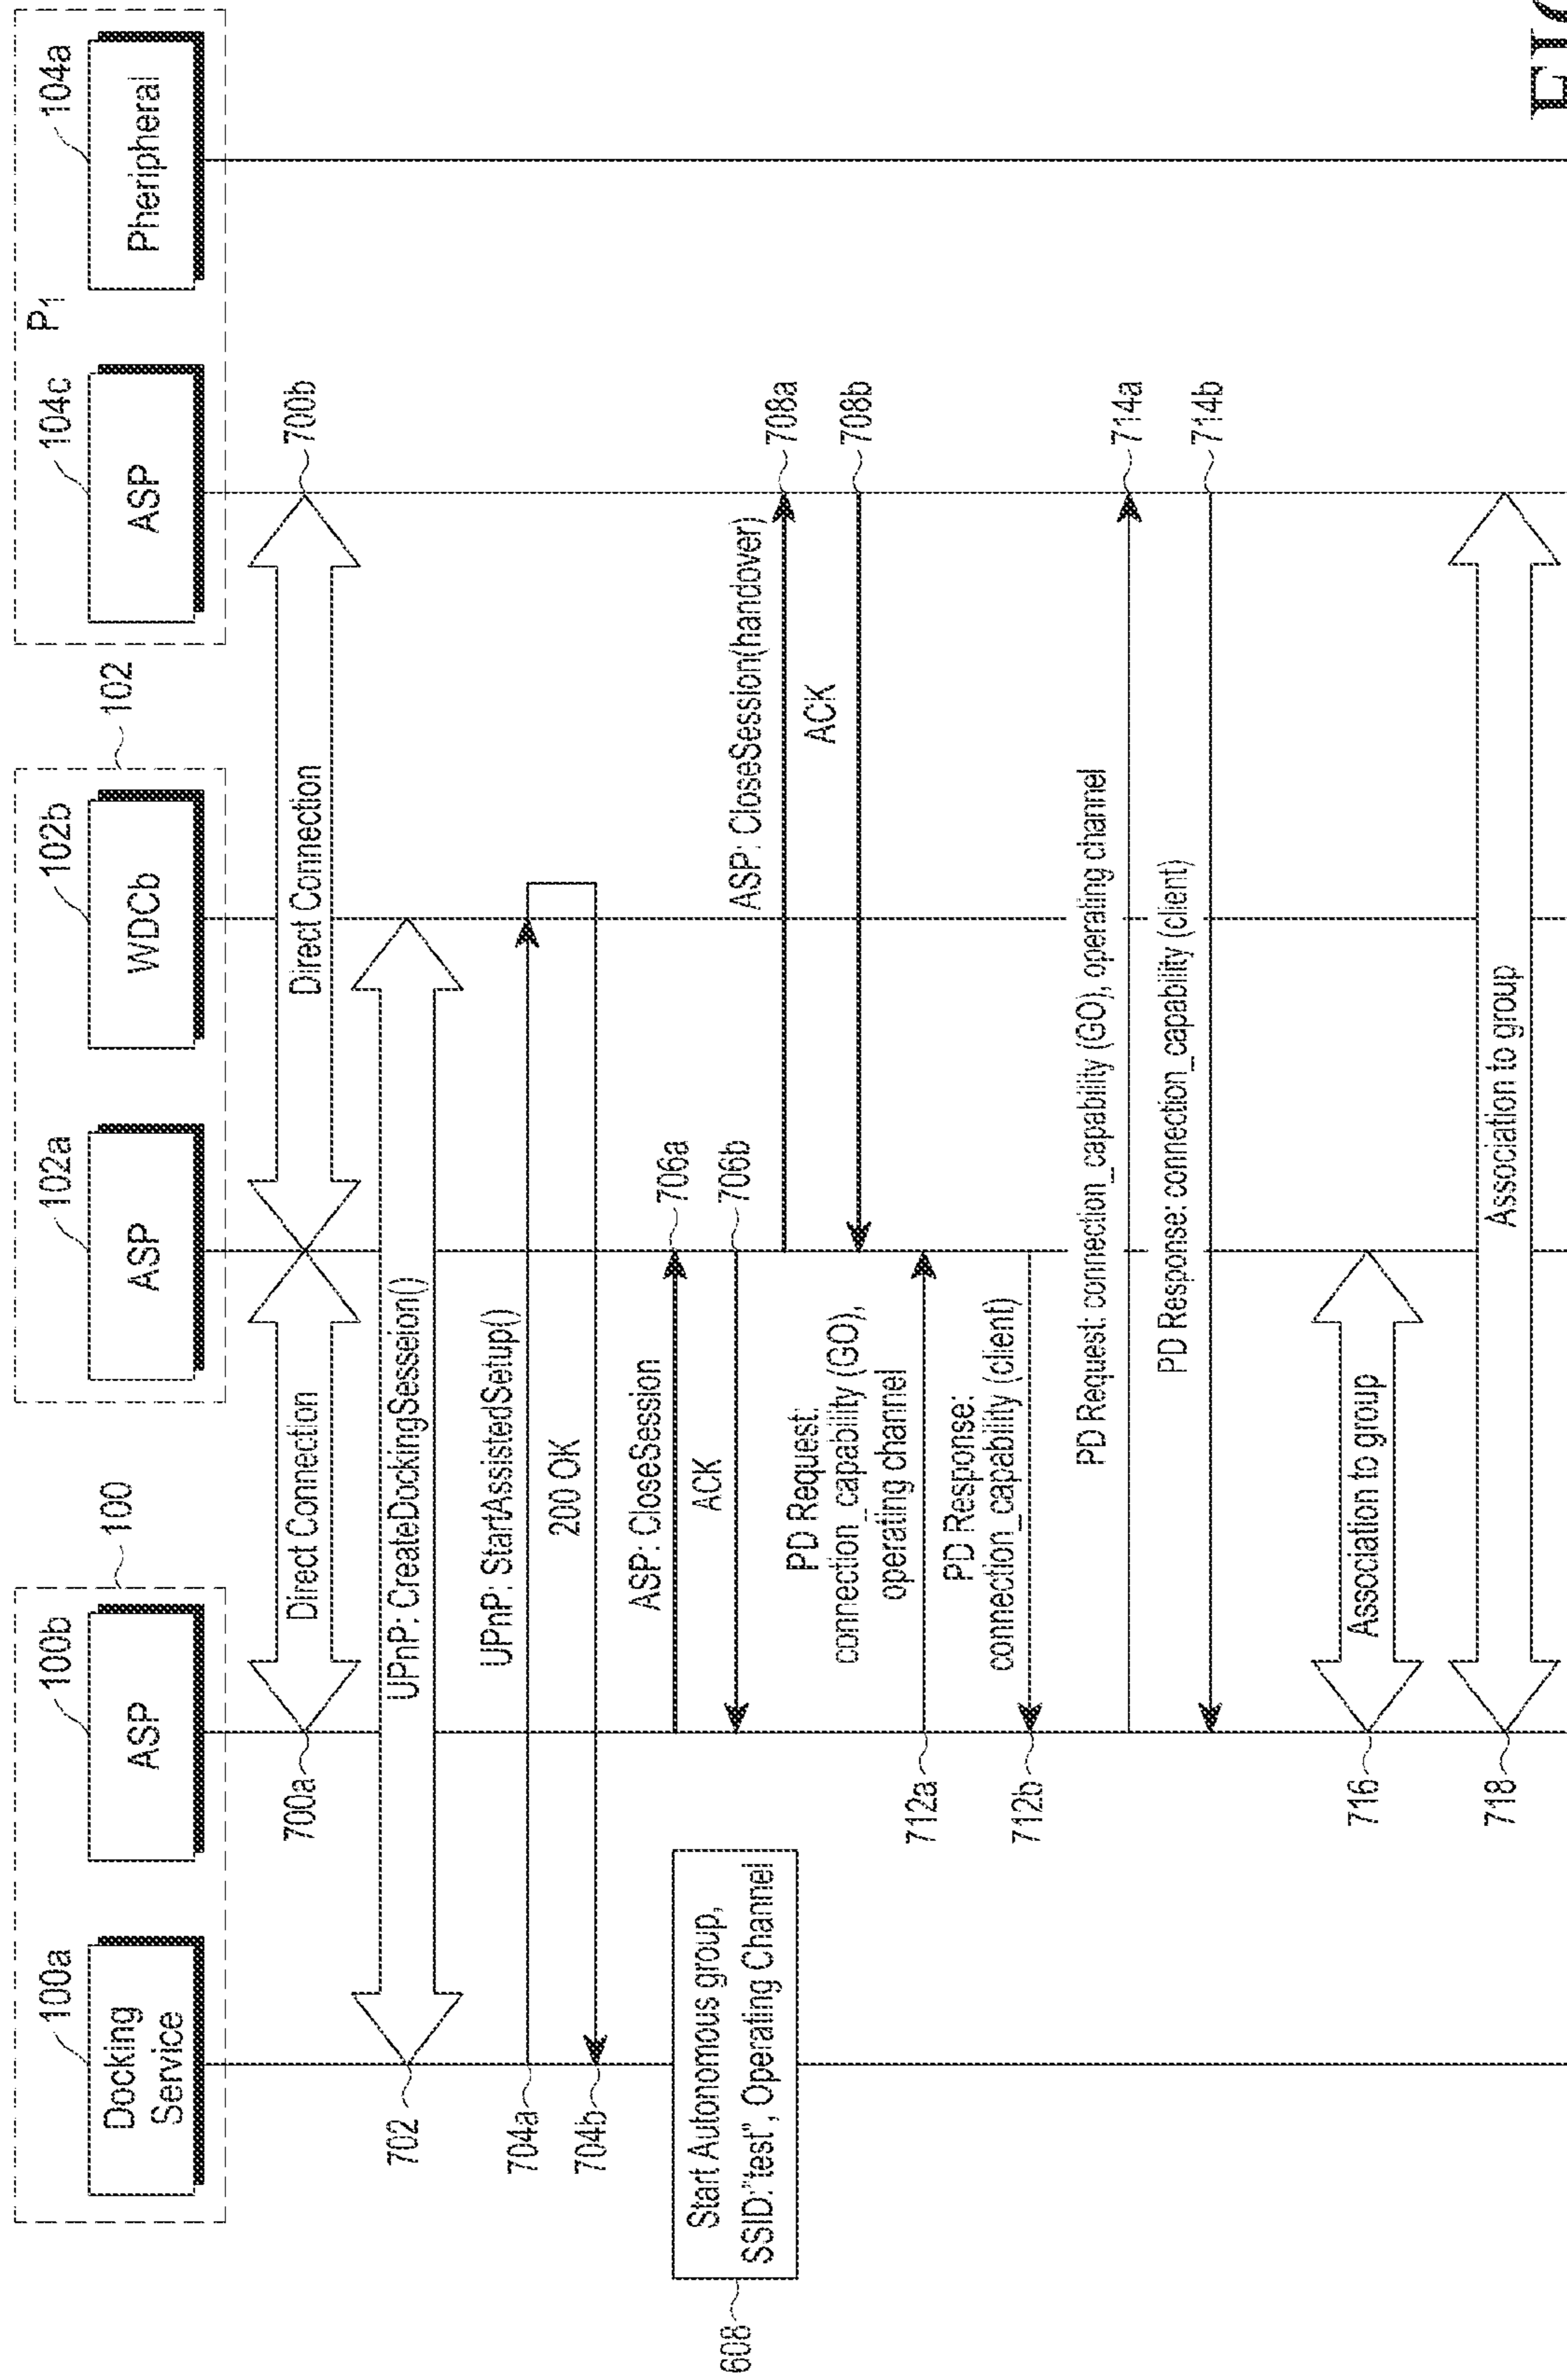 100
100a
Docking
Service
100b
ASP
102
102a
ASP
102b
WDCb
P1
104c
ASP
104a
Pheripheral
700a
Direct Connection
Direct Connection
700b
702
UPnP: CreateDockingSesseion()
704a
UPnP: StartAssistedSetup()
704b
200 OK
608
Start Autonomous group,
SSID:"test", Operating Channel
ASP: CloseSession
706a
ACK
706b
ASP: CloseSession(handover)
708a
ACK
708b
712a
PD Request:
connection_capability (GO),
operating channel
712b
PD Response:
connection_capability (client)
PD Request: connection_capability (GO), operating channel
714a
PD Response: connection_capability (client)
714b
716
Association to group
718
Association to group